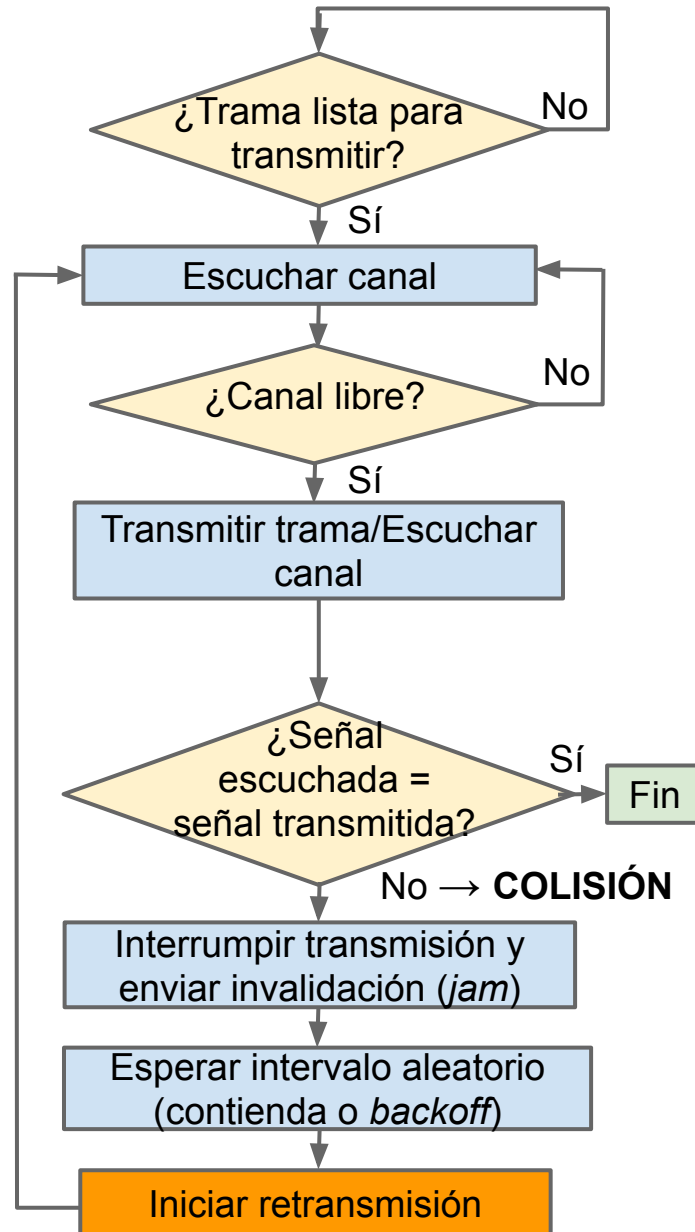 ¿Trama lista para
transmitir?
No
Sí
Escuchar canal
¿Canal libre?
No
Sí
Transmitir trama/Escuchar
canal
¿Señal
escuchada =
señal transmitida?
Sí
Fin
No → COLISIÓN
Interrumpir transmisión y
enviar invalidación (jam)
Esperar intervalo aleatorio
(contienda o backoff)
Iniciar retransmisión